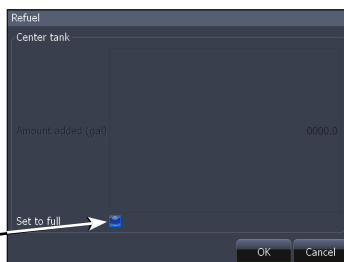 Refuel
Center tank
Amount added (gal) 0000.0
Set to full
OK Cancel